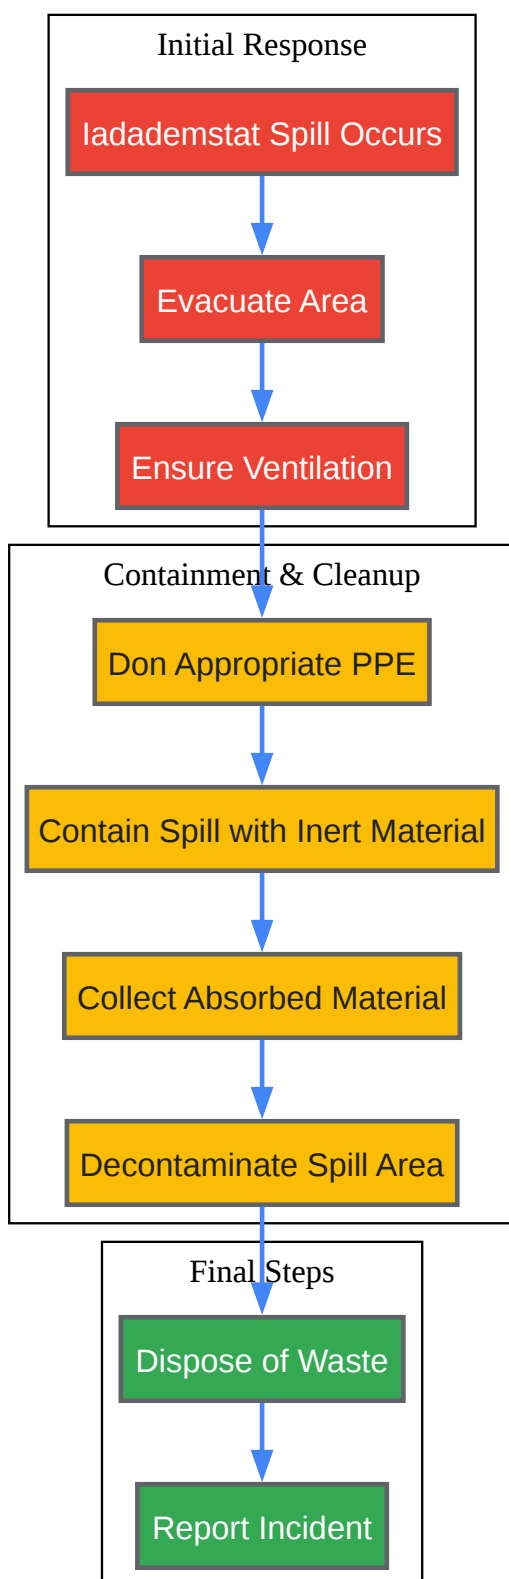 Initial Response
Iadademstat Spill Occurs
Evacuate Area
Ensure Ventilation
Containment & Cleanup
Don Appropriate PPE
Contain Spill with Inert Material
Collect Absorbed Material
Decontaminate Spill Area
Final Steps
Dispose of Waste
Report Incident